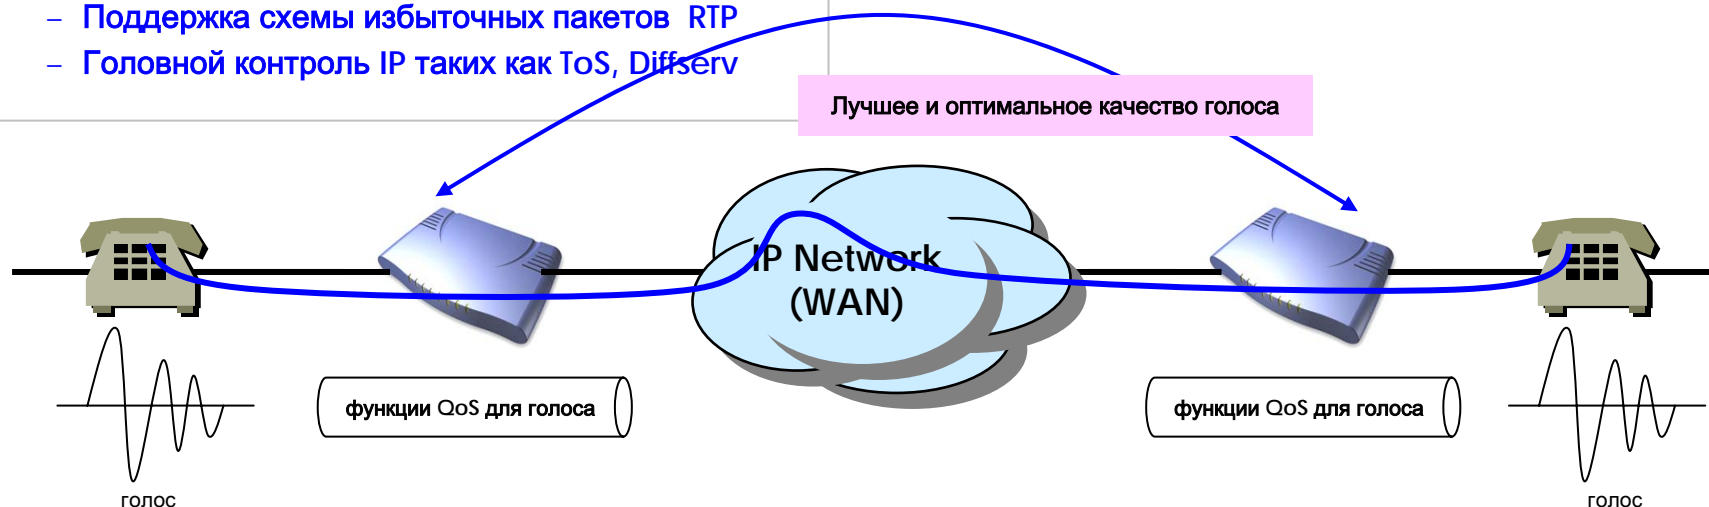 – Поддержка схемы избыточных пакетов RTP
– Головной контроль IP таких как ToS, Diffserv
Лучшее и оптимальное качество голоса
IP Network
(WAN)
функции QoS для голоса
функции QoS для голоса
голос
голос